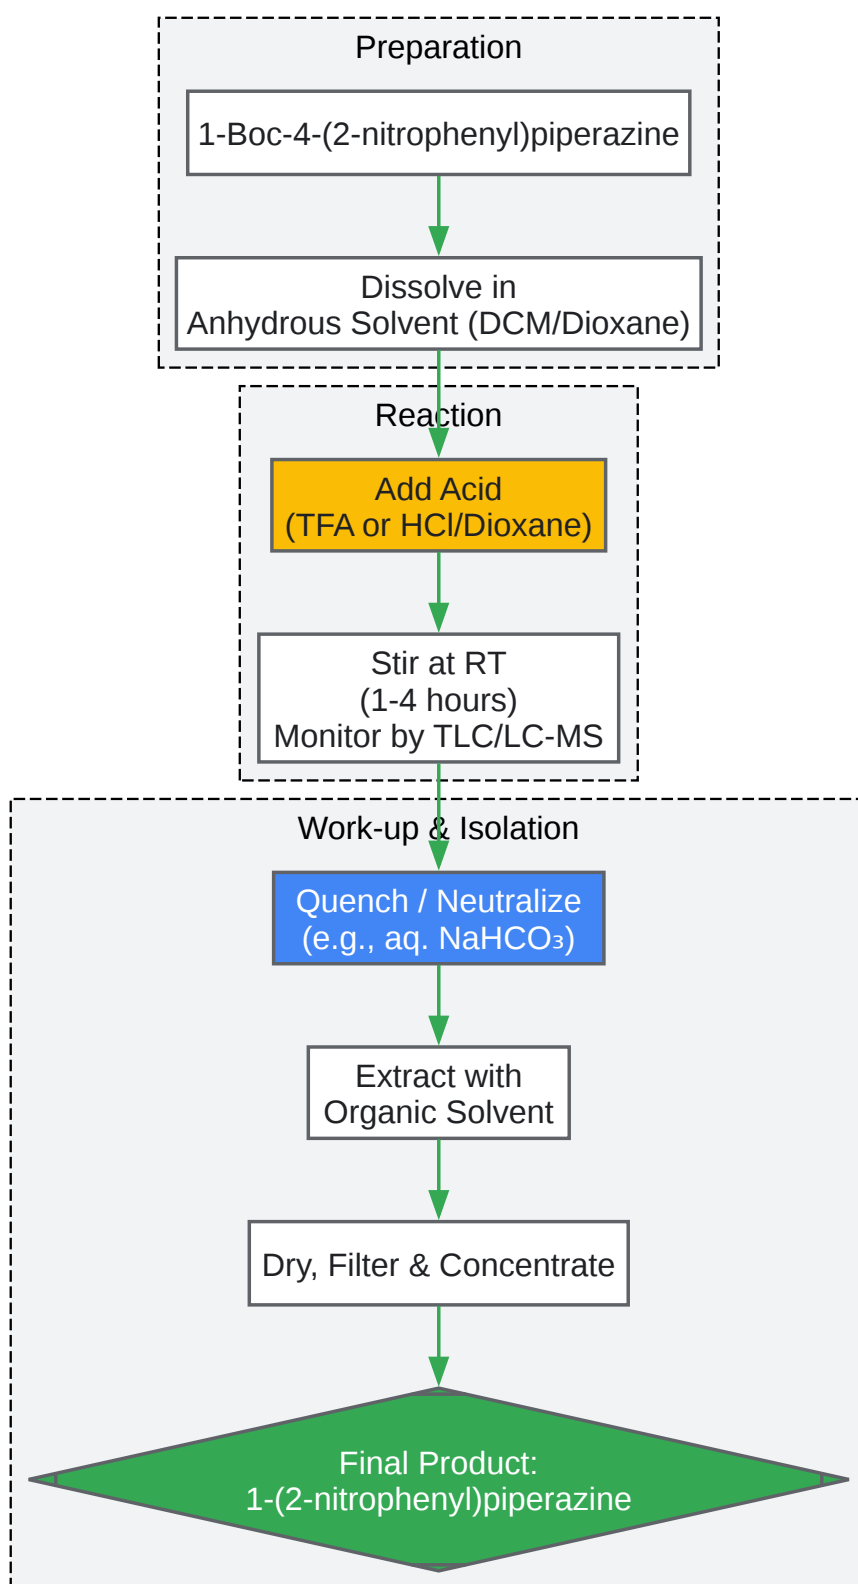 Preparation
1-Boc-4-(2-nitrophenyl)piperazine
Dissolve in
Anhydrous Solvent (DCM/Dioxane)
Reaction
Add Acid
(TFA or HCl/Dioxane)
Stir at RT
(1-4 hours)
Monitor by TLC/LC-MS
Work-up & Isolation
Quench / Neutralize
(e.g., aq. NaHCO₃)
Extract with
Organic Solvent
Dry, Filter & Concentrate
Final Product:
1-(2-nitrophenyl)piperazine